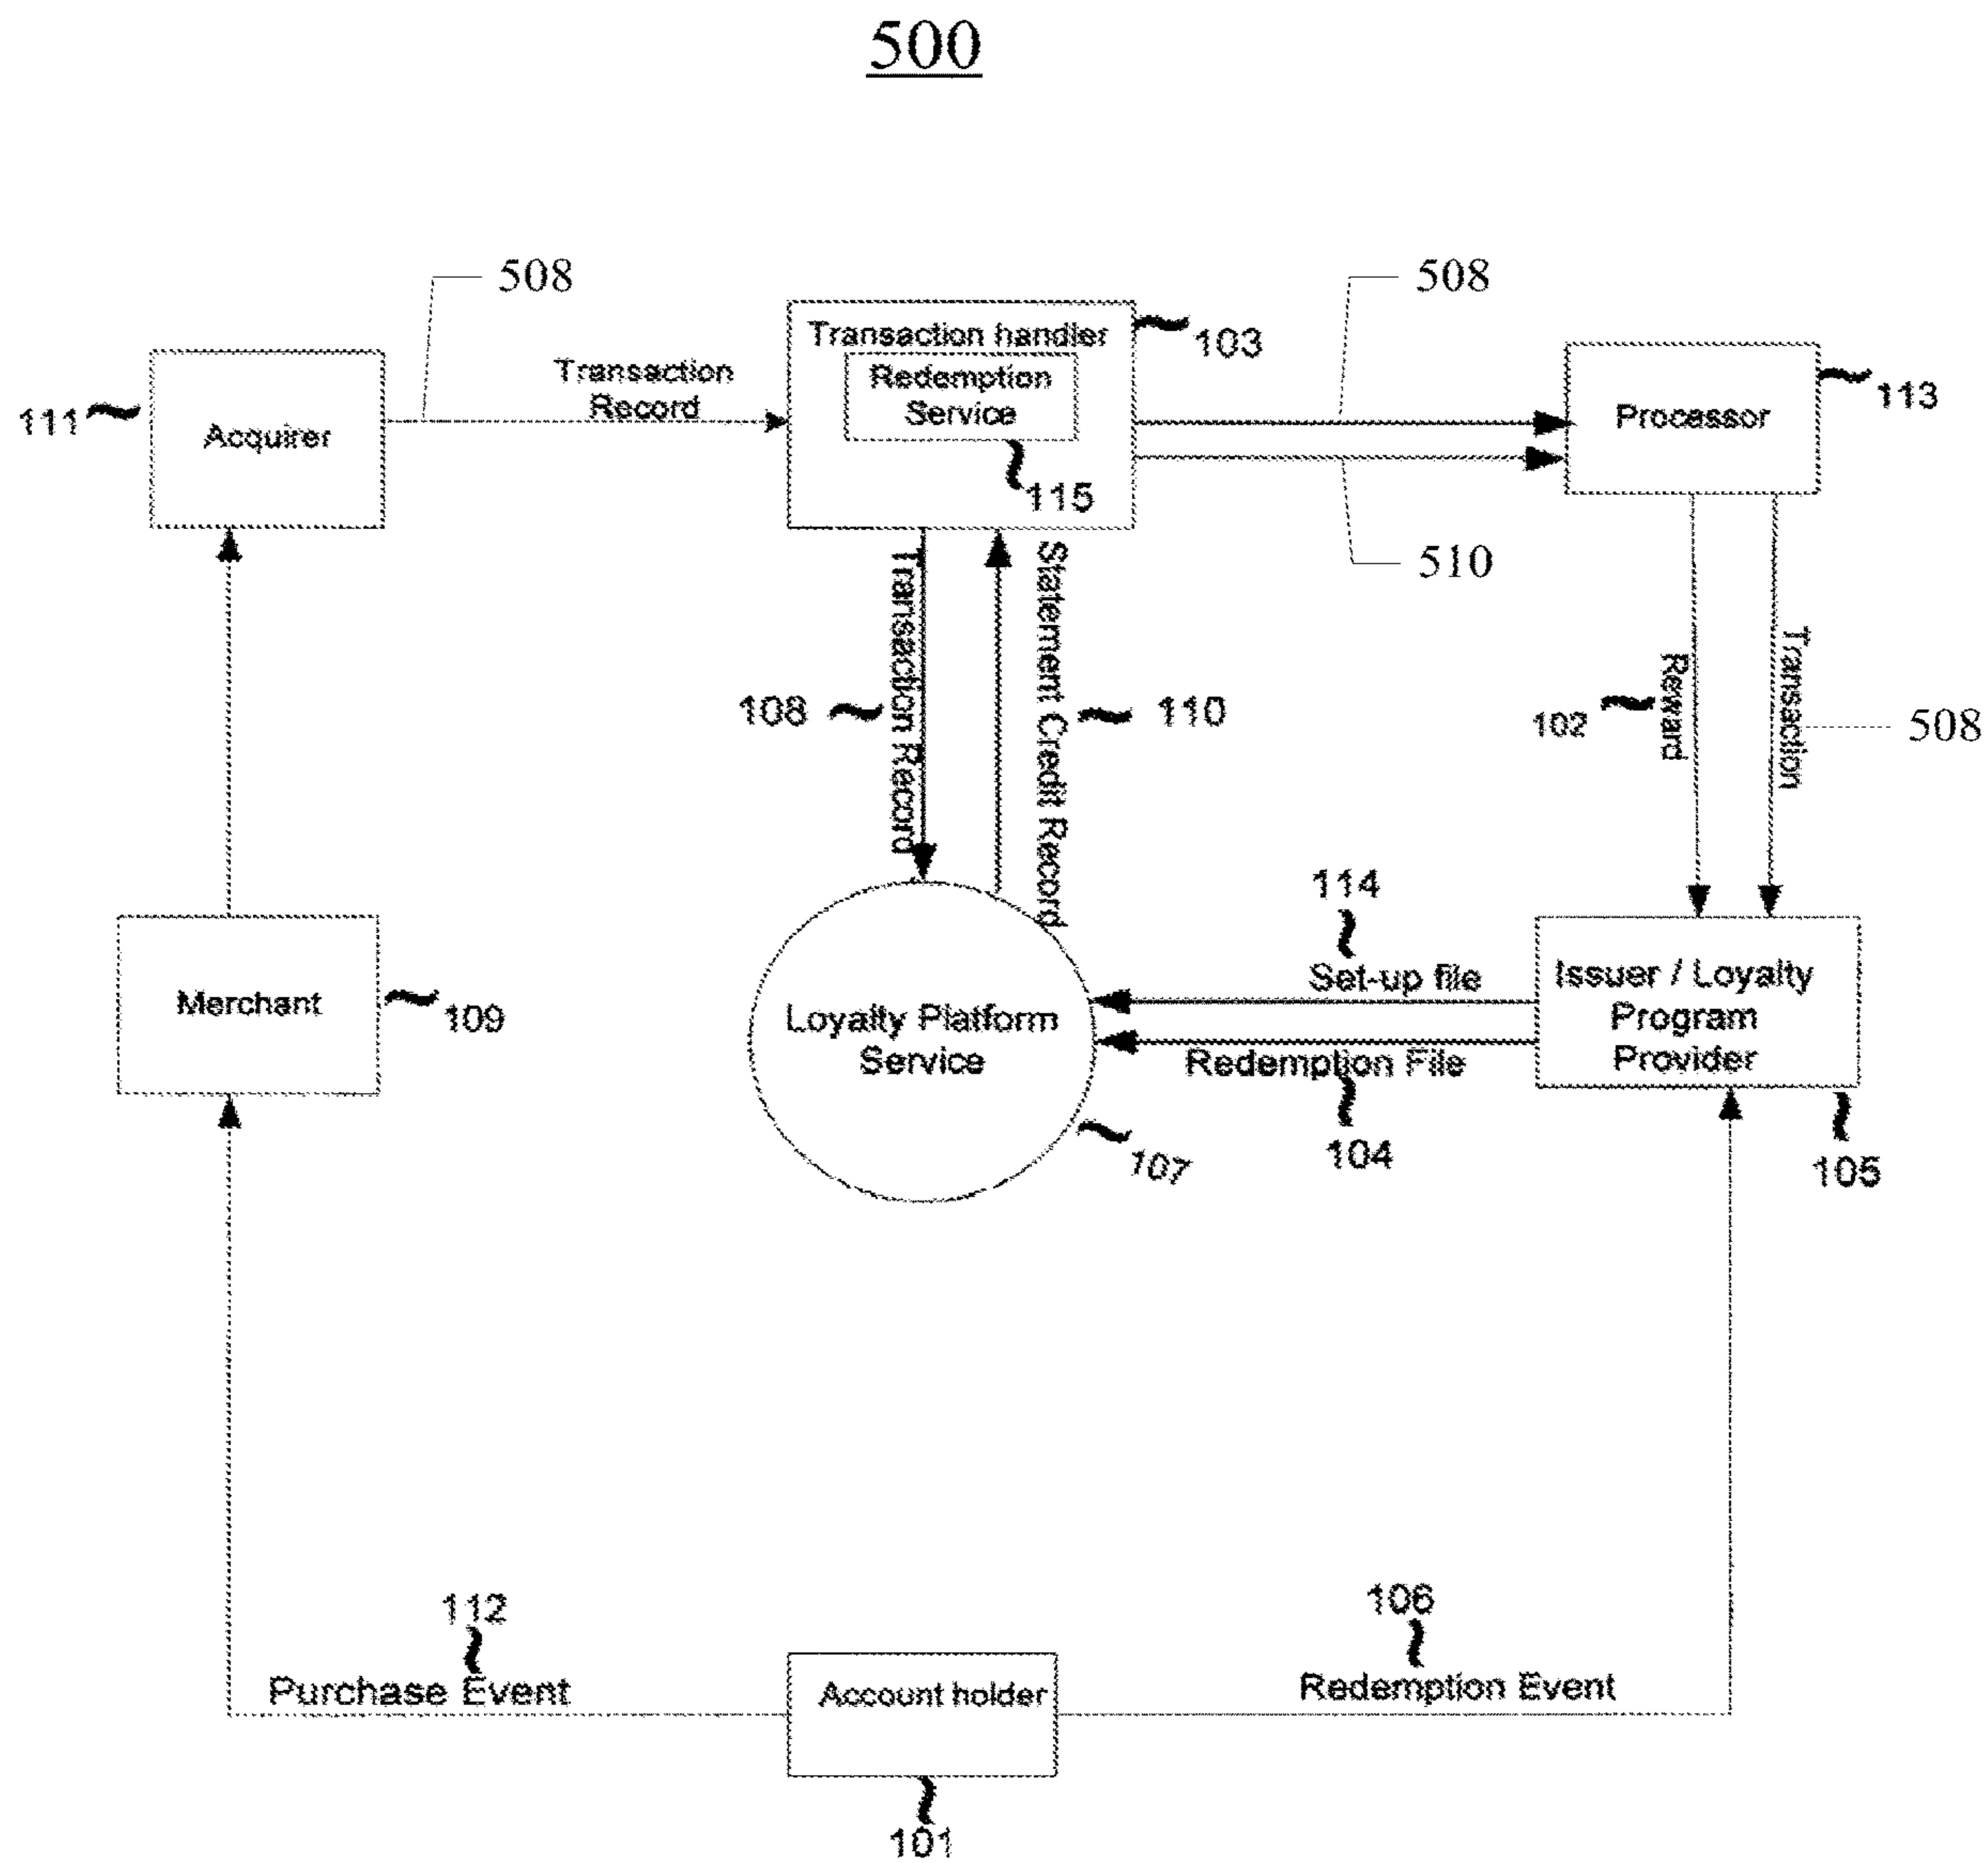 500
508
508
Transaction handler
103
Redemption
Service
115
Transaction
Record
111
Acquirer
Processor
113
510
Transaction Record
108
Statement Credit Record
110
Reward
102
Transaction
508
114
Set-up file
Issuer / Loyalty
Program
Provider
Merchant
109
Loyalty Platform
Service
Redemption File
104
107
105
112
Purchase Event
106
Redemption Event
Account holder
101